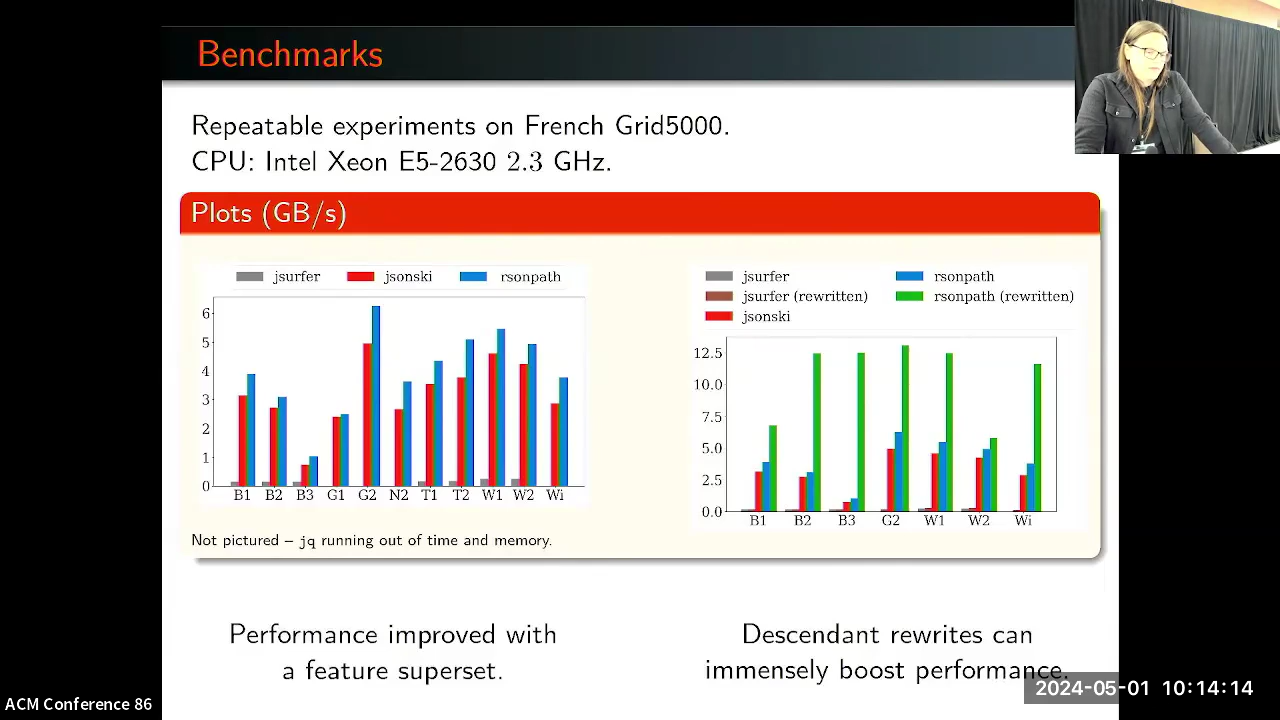 Benchmarks
Repeatable experiments on French Grid5000.
CPU: Intel Xeon E5-2630 2.3 GHz.
Plots (GB/s)
jsurfer jsonski rsonpath
6
5
4
3
2
1
0
B1 B2 B3 G1 G2 N2 T1 T2 W1 W2 Wi
Not pictured – jq running out of time and memory.
jsurfer rsonpath
jsurfer (rewritten) rsonpath (rewritten)
jsonski
12.5
10.0
7.5
5.0
2.5
0.0
B1 B2 B3 G2 W1 W2 Wi
Performance improved with
a feature superset.
Descendant rewrites can
immensely boost performance.
2024-05-01 10:14:14
ACM Conference 86